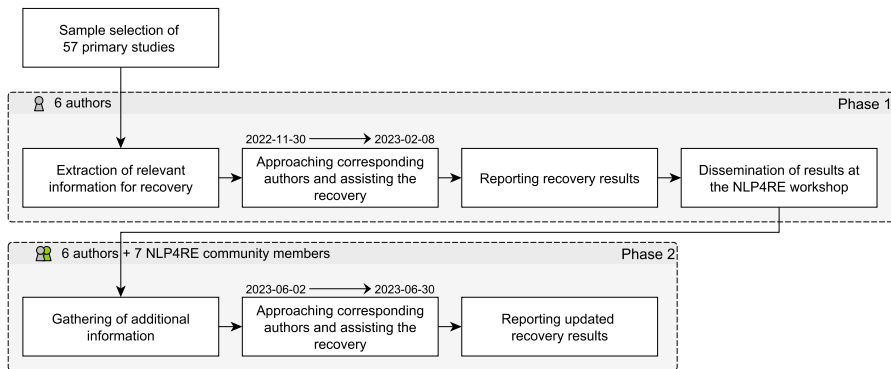 Sample selection of
57 primary studies
6 authors
Phase 1
2022-11-30
2023-02-08
Extraction of relevant
information for recovery
Approaching corresponding
authors and assisting the
recovery
Reporting recovery results
Dissemination of results at
the NLP4RE workshop
6 authors + 7 NLP4RE community members
Phase 2
2023-06-02
2023-06-30
Gathering of additional
information
Approaching corresponding
authors and assisting the
recovery
Reporting updated
recovery results